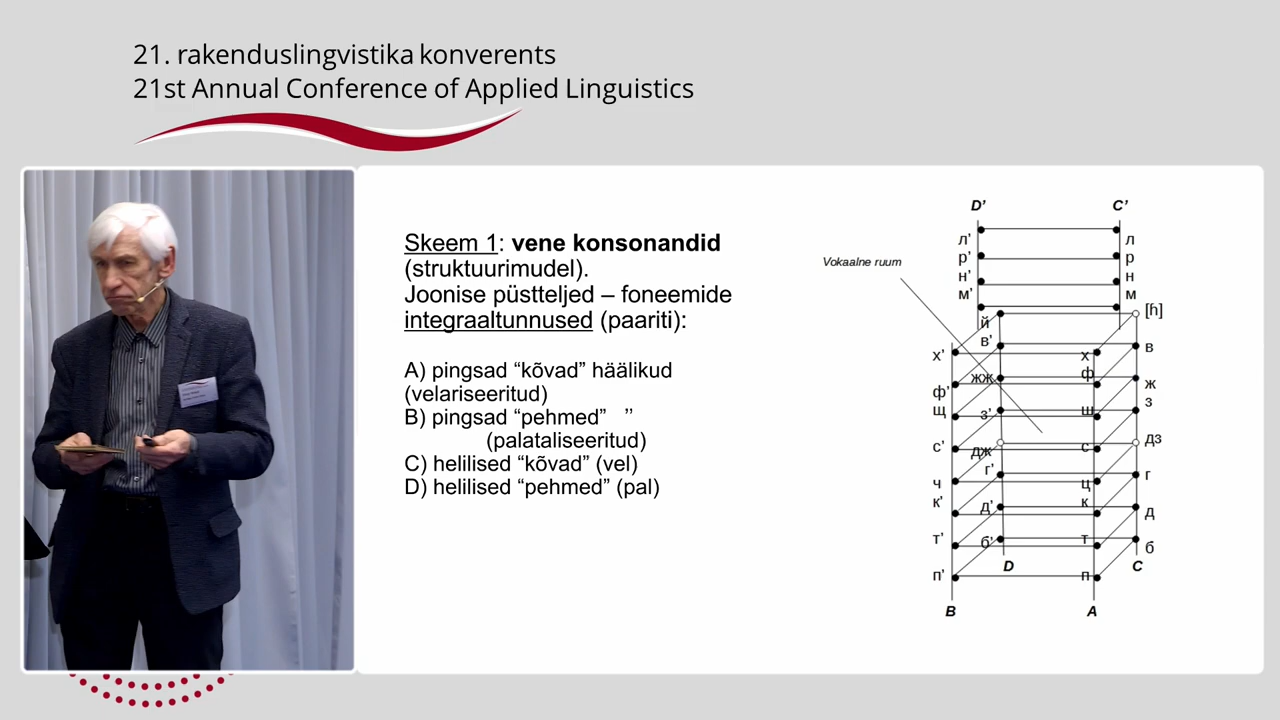 21. rakenduslingvistika konverents
21st Annual Conference of Applied Linguistics
Skeem 1: vene konsonandid
(struktuurimudel).
Joonise püstteljed – foneemide
integraaltunnused (paariti):
A) pingsad “kõvad” häälikud
(velariseeritud)
B) pingsad “pehmed” ’’
(palataliseeritud)
C) helilised “kõvad” (vel)
D) helilised “pehmed” (pal)
D’ C’
Vokaalne ruum
л’ л
р’ р
н’ н
м’ м
й [ɦ]
в’ в
х’ х
ф’ ф
жж ж
щ ш
з’ з
с’ с
дж дз
ч ц
г’ г
к’ к
д’ д
т’ т
б’ б
п’ п
D C
B A